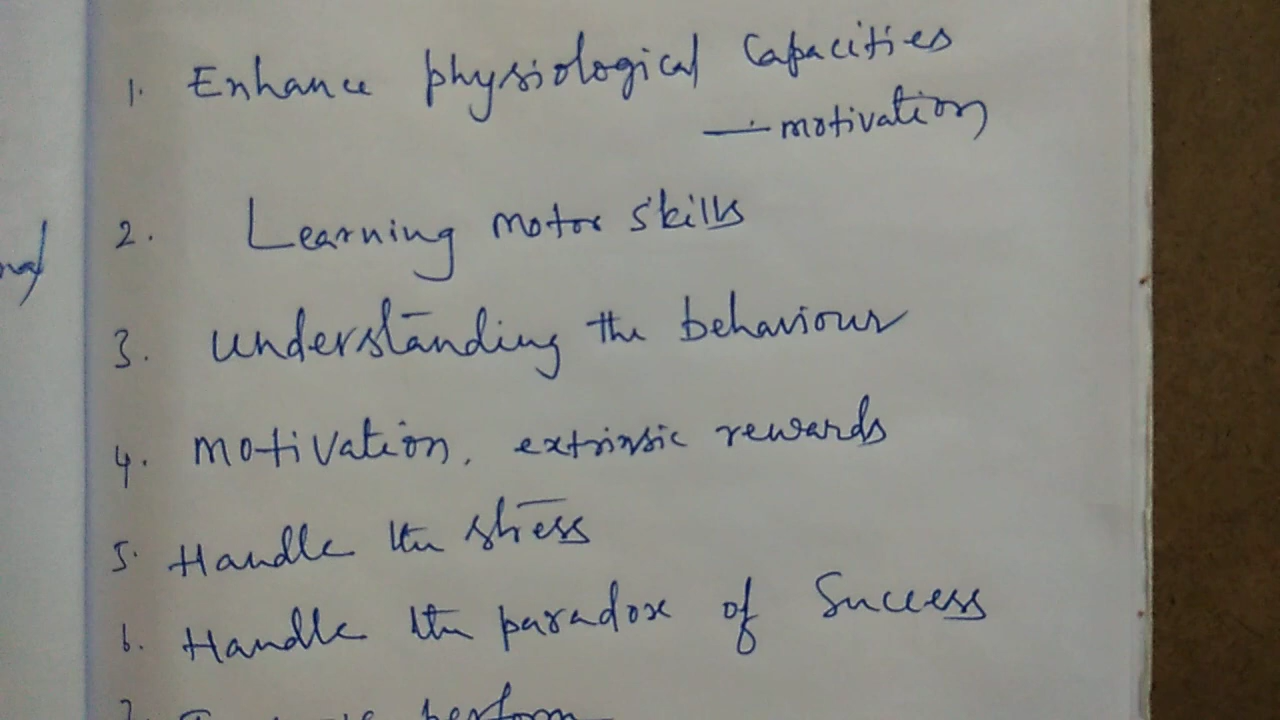 1. Enhance physiological Capacities
— motivation
2. Learning motor skills
3. understanding the behaviour
4. motivation, extrinsic rewards
5. Handle the stress
6. Handle the paradox of Success
7.